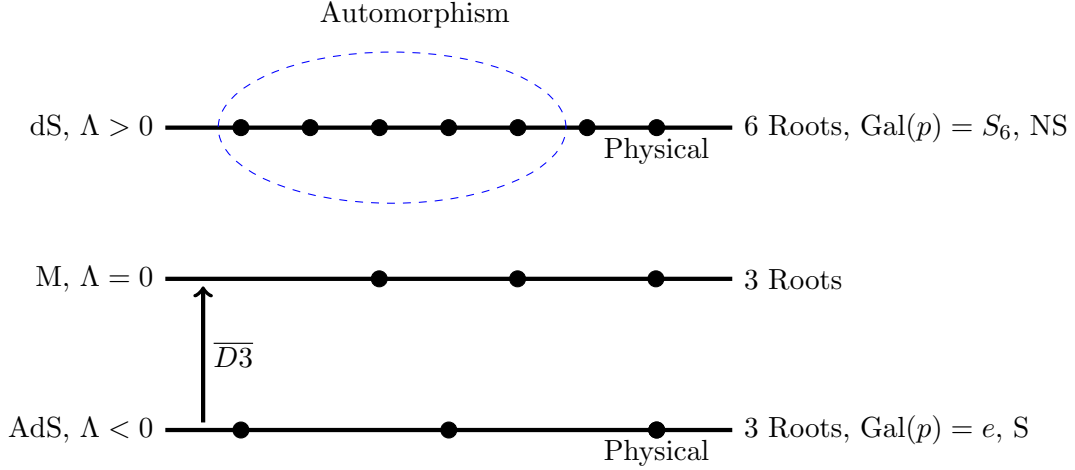 Automorphism
dS, Λ > 0
6 Roots, Gal(p) = S₆, NS
Physical
M, Λ = 0
3 Roots
$\overline{D3}$
AdS, Λ < 0
3 Roots, Gal(p) = e, S
Physical